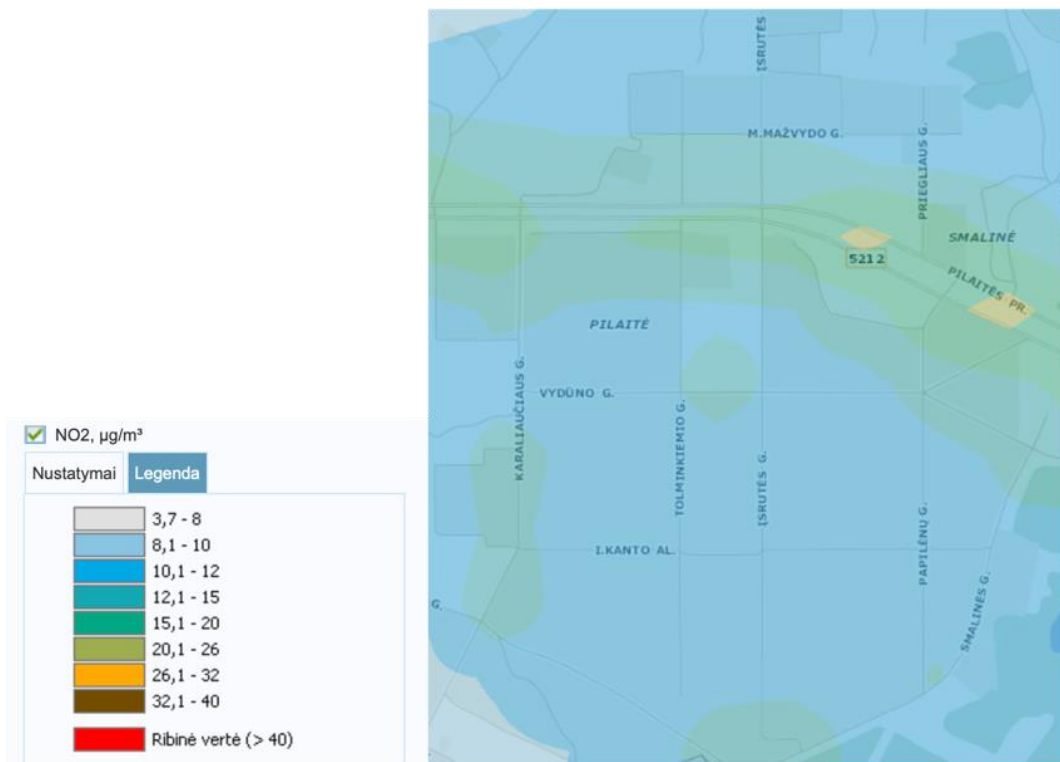 NO2, µg/m³
Nustatymai
Legenda
3,7 - 8
8,1 - 10
10,1 - 12
12,1 - 15
15,1 - 20
20,1 - 26
26,1 - 32
32,1 - 40
Ribinė vertė (> 40)
ĮSRUTĖS
M.MAŽVYDO G.
PRIEGLIAUS G.
SMALINĖ
5212
PILAITĖS PR.
PILAITĖ
KARALIAUČIAUS G.
VYDŪNO G.
TOLMINKIEMIO G.
ĮSRUTĖS G.
I.KANTO AL.
PAPILĖNŲ G.
SMALINĖS G.
G.